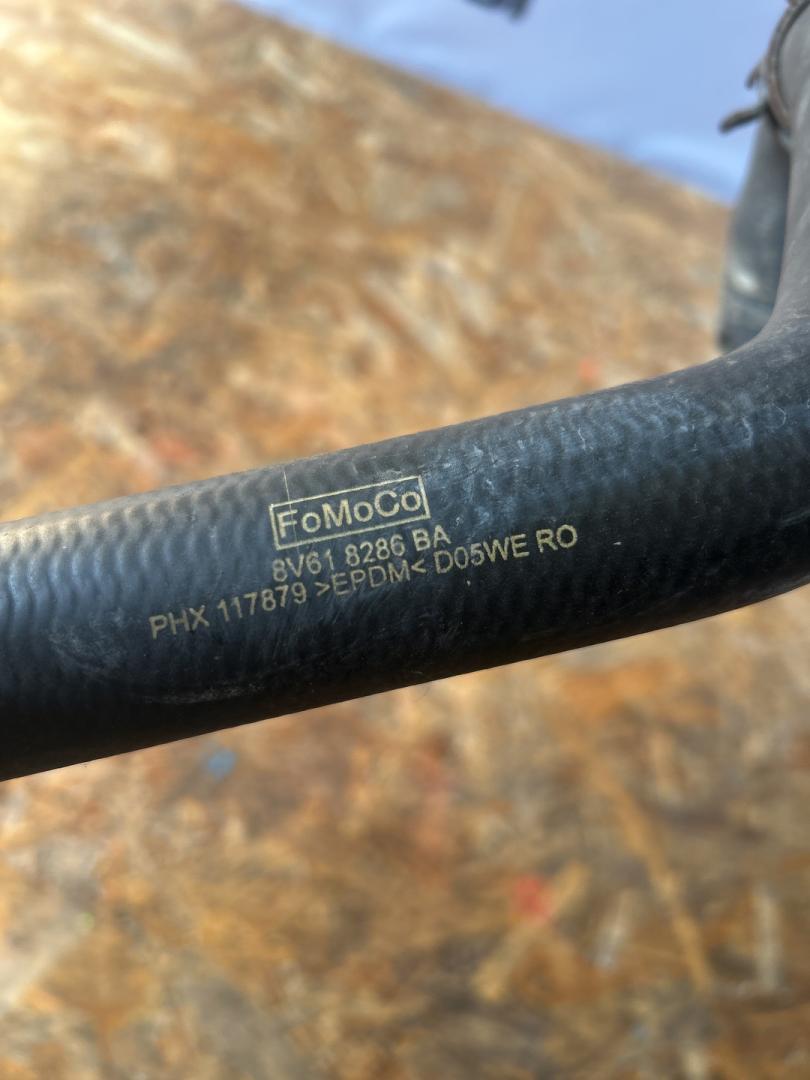 FoMoCo
8V61 8286 BA
PHX 117879 >EPDM< D05WE RO